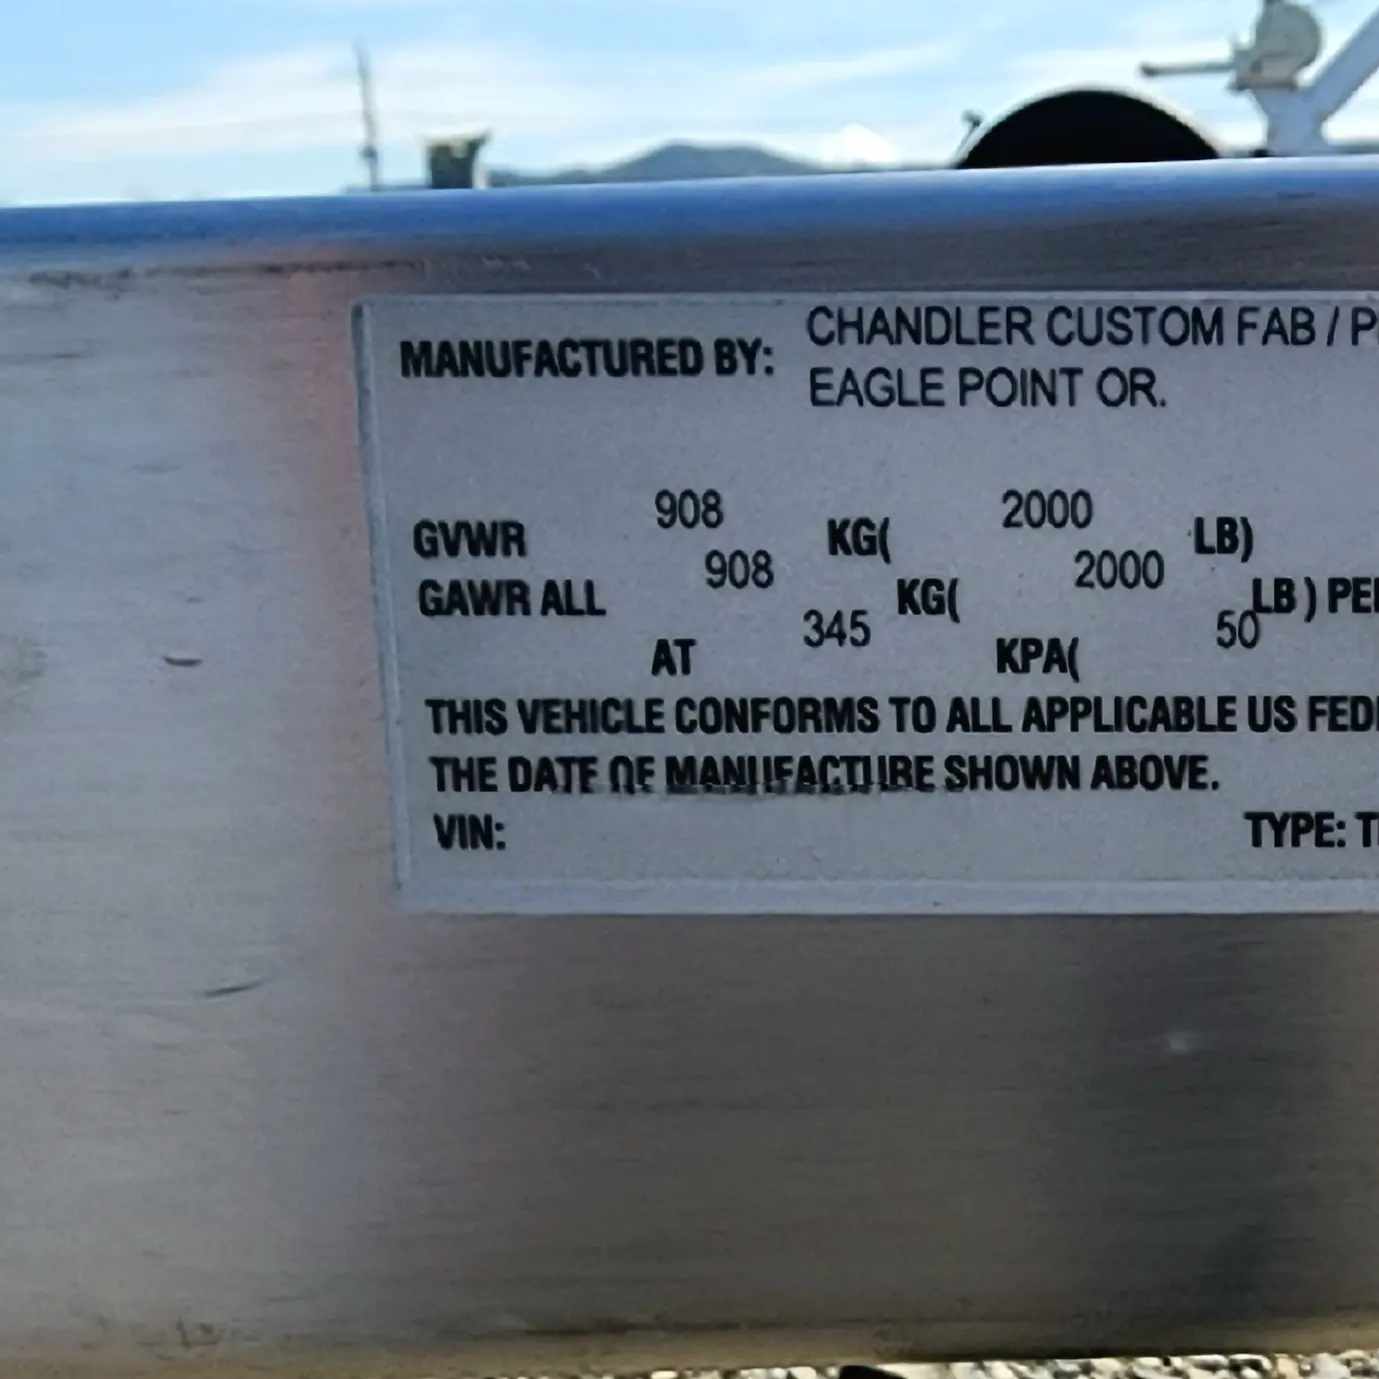 MANUFACTURED BY: CHANDLER CUSTOM FAB / P
EAGLE POINT OR.
GVWR 908 KG( 2000 LB)
GAWR ALL 908 KG( 2000 LB ) PE
AT 345 KPA( 50
THIS VEHICLE CONFORMS TO ALL APPLICABLE US FED
THE DATE OF MANUFACTURE SHOWN ABOVE.
VIN: TYPE: T